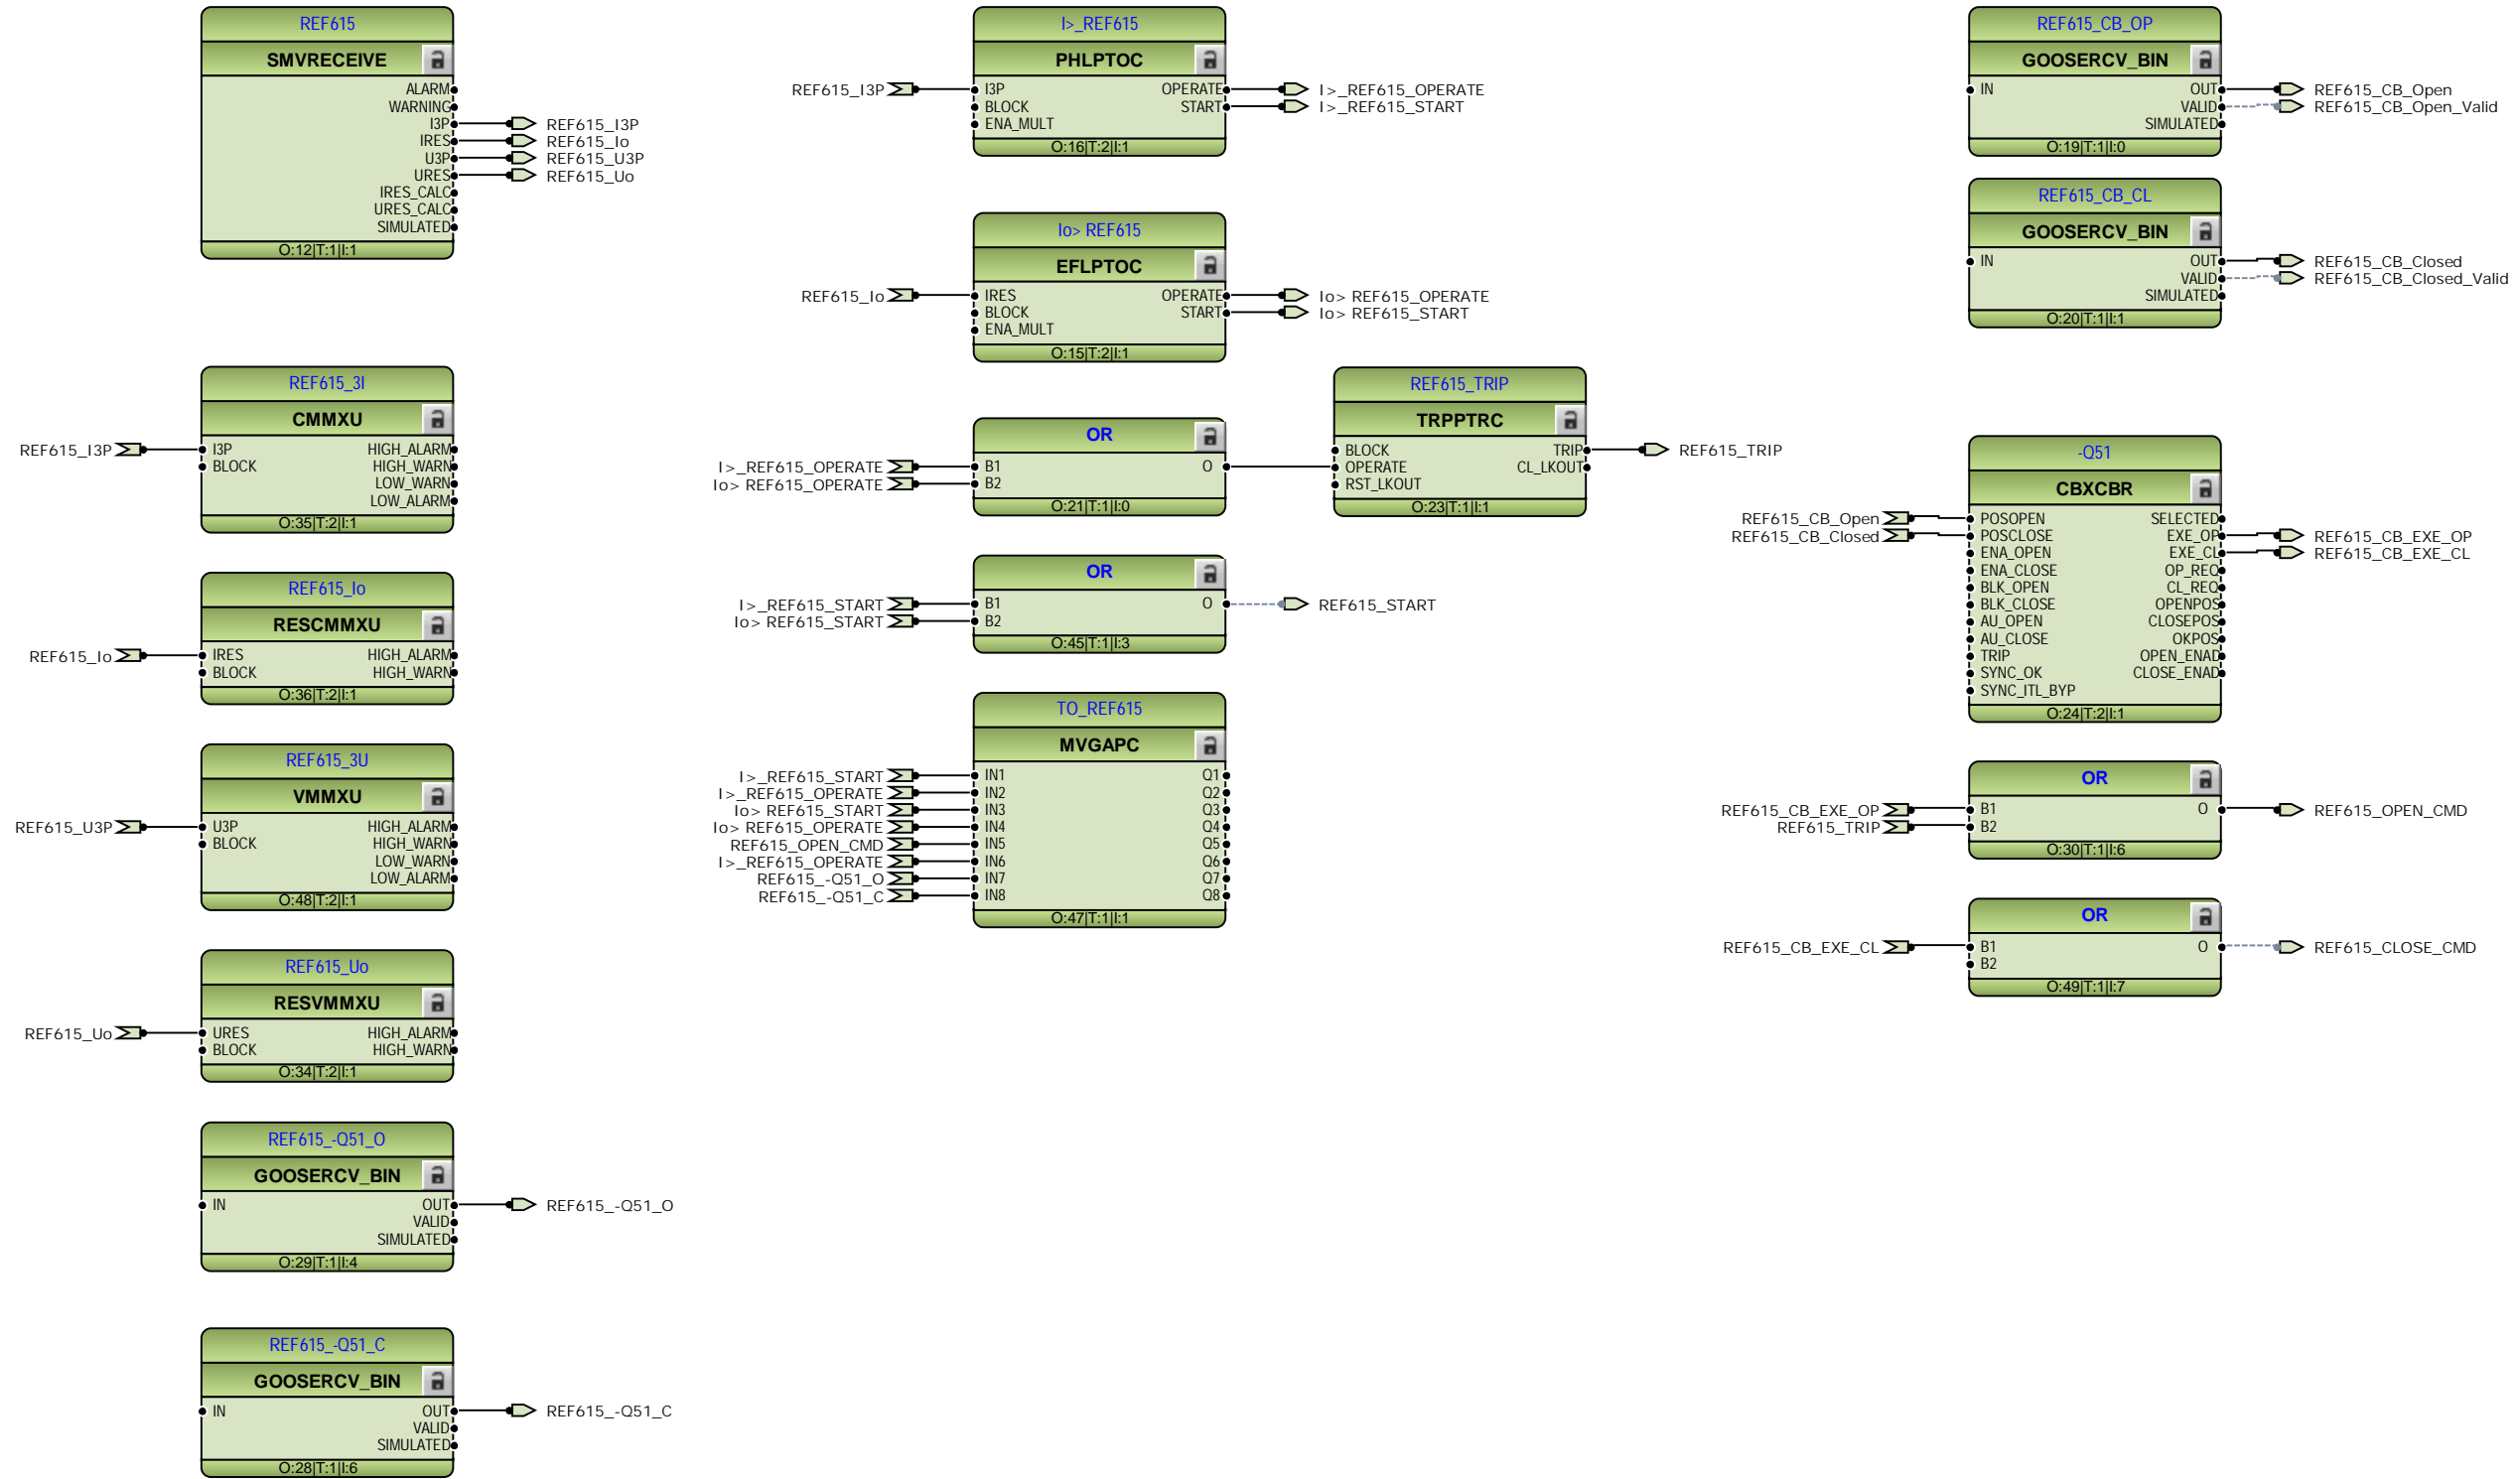 REF615
SMVRECEIVE
ALARM
WARNING
I3P REF615_I3P
IRES REF615_Io
U3P REF615_U3P
URES REF615_Uo
IRES_CALC
URES_CALC
SIMULATED
O:12|T:1|I:1
REF615_3I
CMMXU
REF615_I3P I3P HIGH_ALARM
BLOCK HIGH_WARN
LOW_WARN
LOW_ALARM
O:35|T:2|I:1
REF615_Io
RESCMMXU
REF615_Io IRES HIGH_ALARM
BLOCK HIGH_WARN
O:36|T:2|I:1
REF615_3U
VMMXU
REF615_U3P U3P HIGH_ALARM
BLOCK HIGH_WARN
LOW_WARN
LOW_ALARM
O:48|T:2|I:1
REF615_Uo
RESVMMXU
REF615_Uo URES HIGH_ALARM
BLOCK HIGH_WARN
O:34|T:2|I:1
REF615_-Q51_O
GOOSERCV_BIN
IN OUT REF615_-Q51_O
VALID
SIMULATED
O:29|T:1|I:4
REF615_-Q51_C
GOOSERCV_BIN
IN OUT REF615_-Q51_C
VALID
SIMULATED
O:28|T:1|I:6
I>_REF615
PHLPTOC
REF615_I3P I3P OPERATE I>_REF615_OPERATE
BLOCK START I>_REF615_START
ENA_MULT
O:16|T:2|I:1
Io> REF615
EFLPTOC
REF615_Io IRES OPERATE Io> REF615_OPERATE
BLOCK START Io> REF615_START
ENA_MULT
O:15|T:2|I:1
OR
I>_REF615_OPERATE B1 O
Io> REF615_OPERATE B2
O:21|T:1|I:0
REF615_TRIP
TRPPTRC
BLOCK TRIP REF615_TRIP
OPERATE CL_LKOUT
RST_LKOUT
O:23|T:1|I:1
OR
I>_REF615_START B1 O REF615_START
Io> REF615_START B2
O:45|T:1|I:3
TO_REF615
MVGAPC
I>_REF615_START IN1 Q1
I>_REF615_OPERATE IN2 Q2
Io> REF615_START IN3 Q3
Io> REF615_OPERATE IN4 Q4
REF615_OPEN_CMD IN5 Q5
I>_REF615_OPERATE IN6 Q6
REF615_-Q51_O IN7 Q7
REF615_-Q51_C IN8 Q8
O:47|T:1|I:1
REF615_CB_OP
GOOSERCV_BIN
IN OUT REF615_CB_Open
VALID REF615_CB_Open_Valid
SIMULATED
O:19|T:1|I:0
REF615_CB_CL
GOOSERCV_BIN
IN OUT REF615_CB_Closed
VALID REF615_CB_Closed_Valid
SIMULATED
O:20|T:1|I:1
-Q51
CBXCBR
REF615_CB_Open POSOPEN SELECTED
REF615_CB_Closed POSCLOSE EXE_OP REF615_CB_EXE_OP
ENA_OPEN EXE_CL REF615_CB_EXE_CL
ENA_CLOSE OP_REQ
BLK_OPEN CL_REQ
BLK_CLOSE OPENPOS
AU_OPEN CLOSEPOS
AU_CLOSE OKPOS
TRIP OPEN_ENAD
SYNC_OK CLOSE_ENAD
SYNC_ITL_BYP
O:24|T:2|I:1
OR
REF615_CB_EXE_OP B1 O REF615_OPEN_CMD
REF615_TRIP B2
O:30|T:1|I:6
OR
REF615_CB_EXE_CL B1 O REF615_CLOSE_CMD
B2
O:49|T:1|I:7